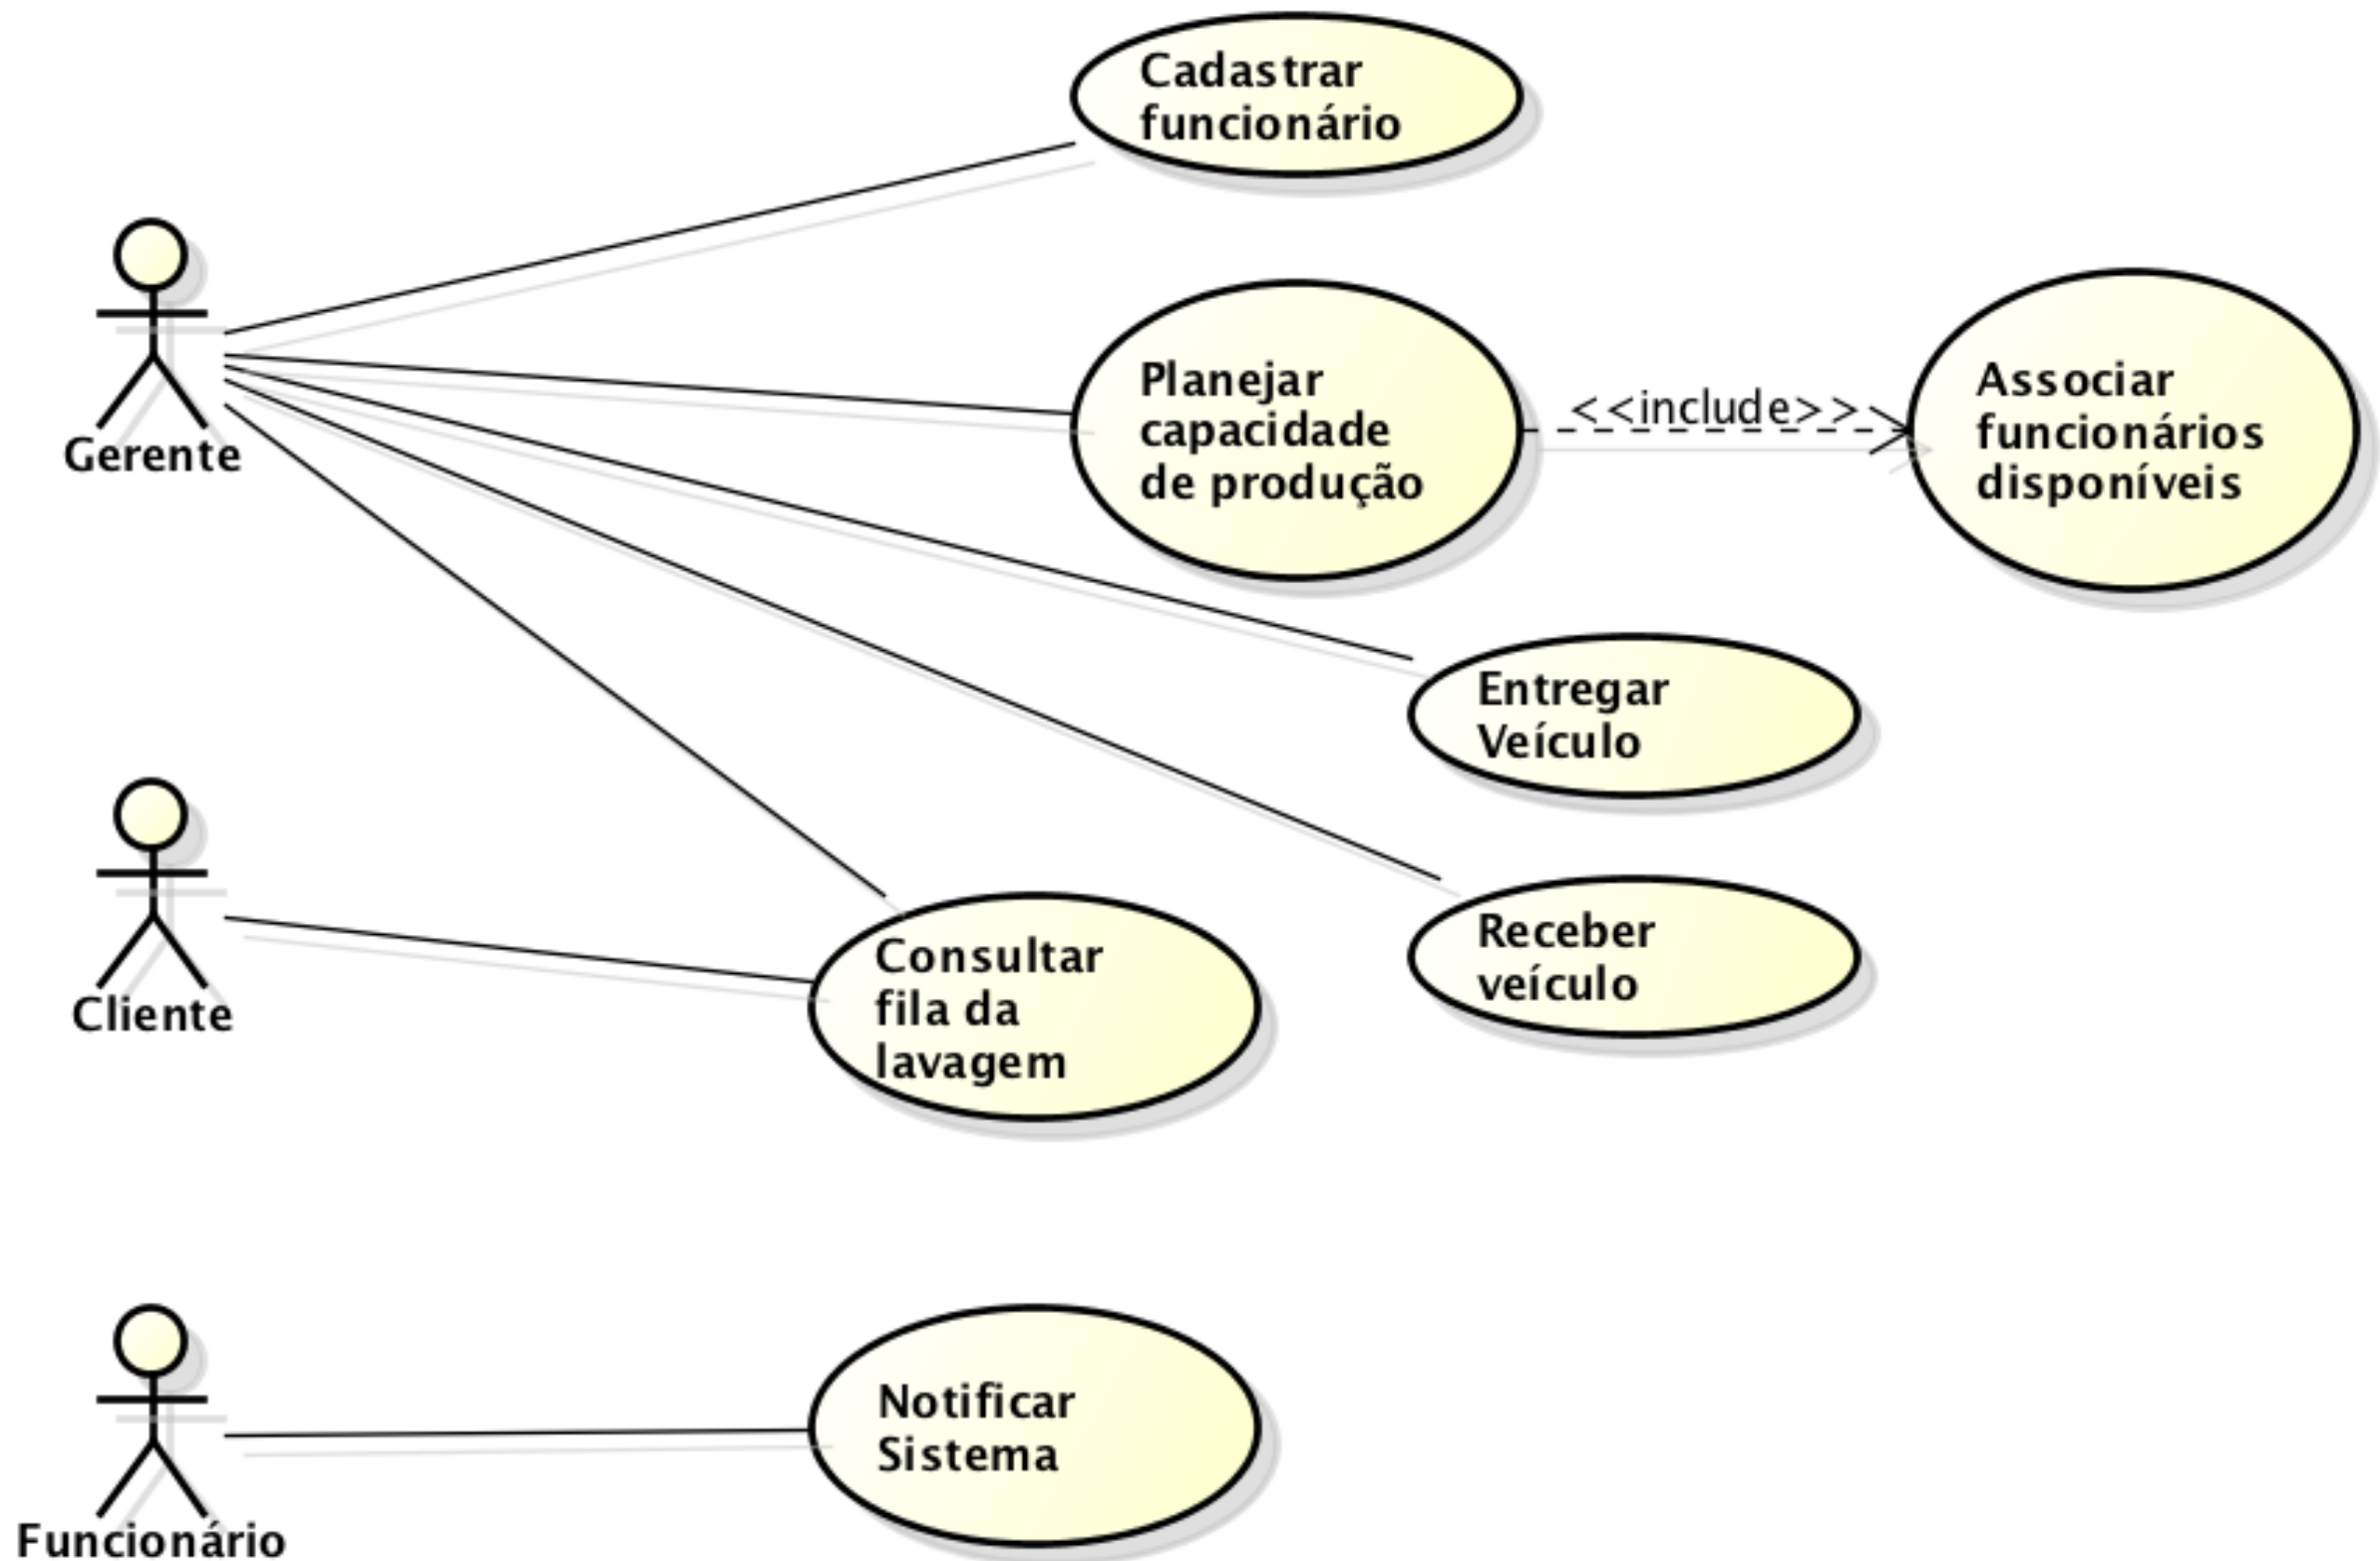 Cadastrar
funcionário
Gerente
Planejar
capacidade
de produção
<<include>>
Associar
funcionários
disponíveis
Entregar
Veículo
Cliente
Consultar
fila da
lavagem
Receber
veículo
Funcionário
Notificar
Sistema